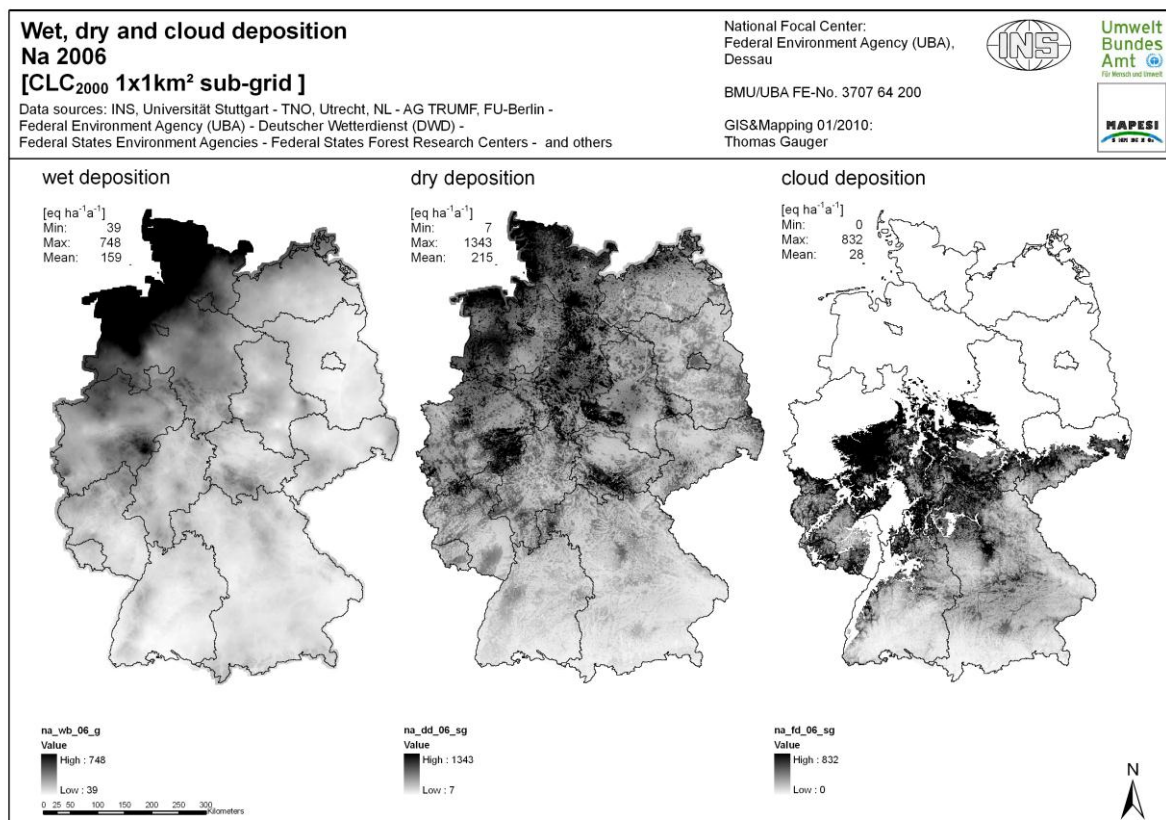 Wet, dry and cloud deposition
Na 2006
[CLC2000 1x1km² sub-grid ]
Data sources: INS, Universität Stuttgart - TNO, Utrecht, NL - AG TRUMF, FU-Berlin -
Federal Environment Agency (UBA) - Deutscher Wetterdienst (DWD) -
Federal States Environment Agencies - Federal States Forest Research Centers - and others
National Focal Center:
Federal Environment Agency (UBA),
Dessau
BMU/UBA FE-No. 3707 64 200
GIS&Mapping 01/2010:
Thomas Gauger
INS
Umwelt
Bundes
Amt
Für Mensch und Umwelt
MAPESI
wet deposition
[eq ha-1a-1]
Min: 39
Max: 748
Mean: 159
dry deposition
[eq ha-1a-1]
Min: 7
Max: 1343
Mean: 215
cloud deposition
[eq ha-1a-1]
Min: 0
Max: 832
Mean: 28
na_wb_06_g
Value
High : 748
Low : 39
0 25 50 100 150 200 250 300
Kilometers
na_dd_06_sg
Value
High : 1343
Low : 7
na_fd_06_sg
Value
High : 832
Low : 0
N